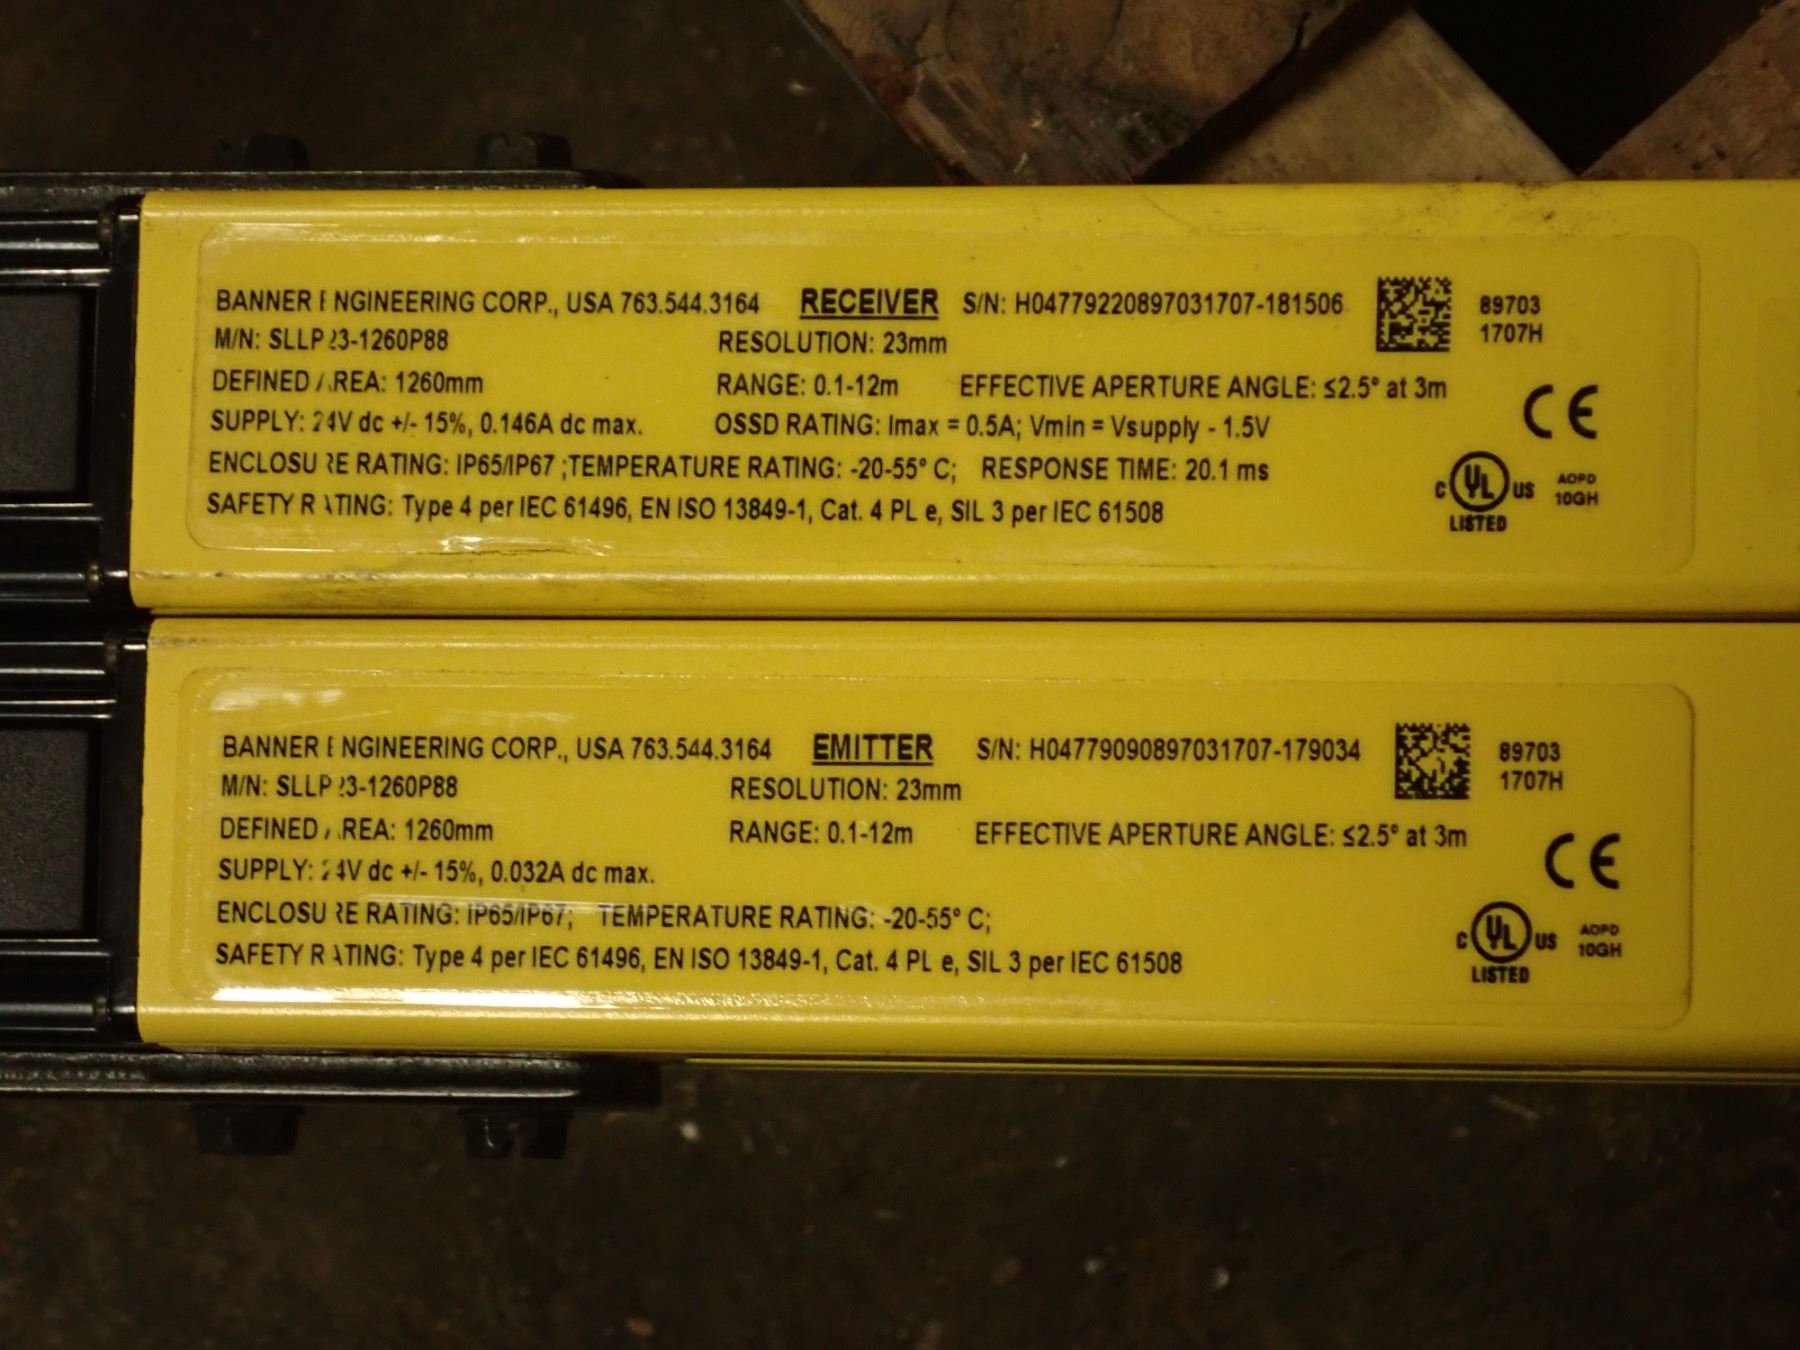 BANNER ENGINEERING CORP., USA 763.544.3164 RECEIVER S/N: H04779220897031707-181506
89703
1707H
M/N: SLLP23-1260P88 RESOLUTION: 23mm
DEFINED AREA: 1260mm RANGE: 0.1-12m EFFECTIVE APERTURE ANGLE: ≤2.5° at 3m
CE
SUPPLY: 24V dc +/- 15%, 0.146A dc max. OSSD RATING: Imax = 0.5A; Vmin = Vsupply - 1.5V
ENCLOSURE RATING: IP65/IP67 ;TEMPERATURE RATING: -20-55° C; RESPONSE TIME: 20.1 ms
C UL US
LISTED
AOPD
10GH
SAFETY RATING: Type 4 per IEC 61496, EN ISO 13849-1, Cat. 4 PL e, SIL 3 per IEC 61508
BANNER ENGINEERING CORP., USA 763.544.3164 EMITTER S/N: H04779090897031707-179034
89703
1707H
M/N: SLLP23-1260P88 RESOLUTION: 23mm
DEFINED AREA: 1260mm RANGE: 0.1-12m EFFECTIVE APERTURE ANGLE: ≤2.5° at 3m
CE
SUPPLY: 24V dc +/- 15%, 0.032A dc max.
ENCLOSURE RATING: IP65/IP67; TEMPERATURE RATING: -20-55° C;
C UL US
LISTED
AOPD
10GH
SAFETY RATING: Type 4 per IEC 61496, EN ISO 13849-1, Cat. 4 PL e, SIL 3 per IEC 61508